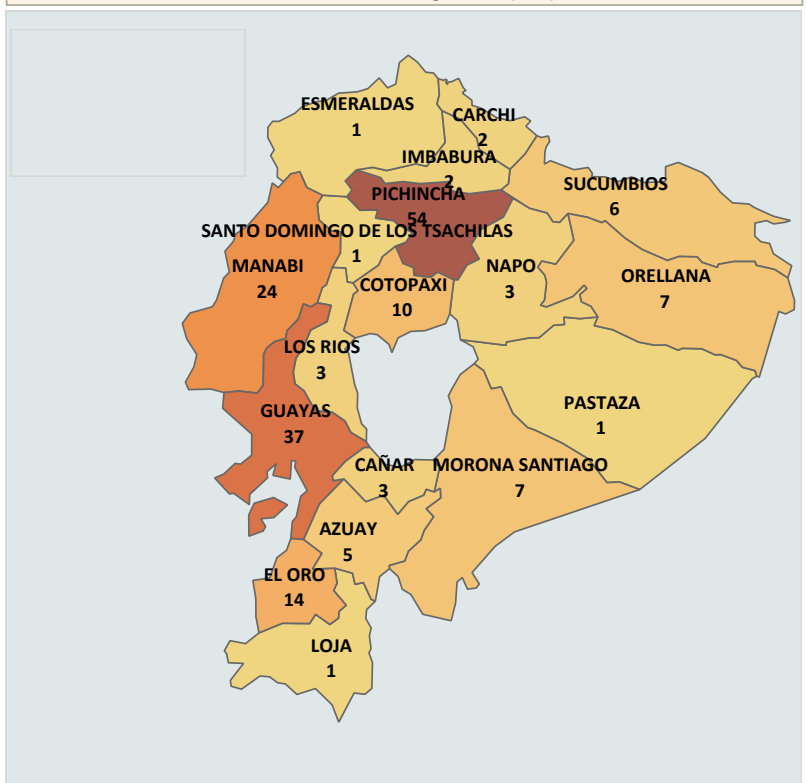 ESMERALDAS
1
CARCHI
2
IMBABURA
2
PICHINCHA
54
SUCUMBIOS
6
SANTO DOMINGO DE LOS TSACHILAS
1
MANABI
24
COTOPAXI
10
NAPO
3
ORELLANA
7
LOS RIOS
3
GUAYAS
37
PASTAZA
1
CAÑAR
3
MORONA SANTIAGO
7
AZUAY
5
EL ORO
14
LOJA
1